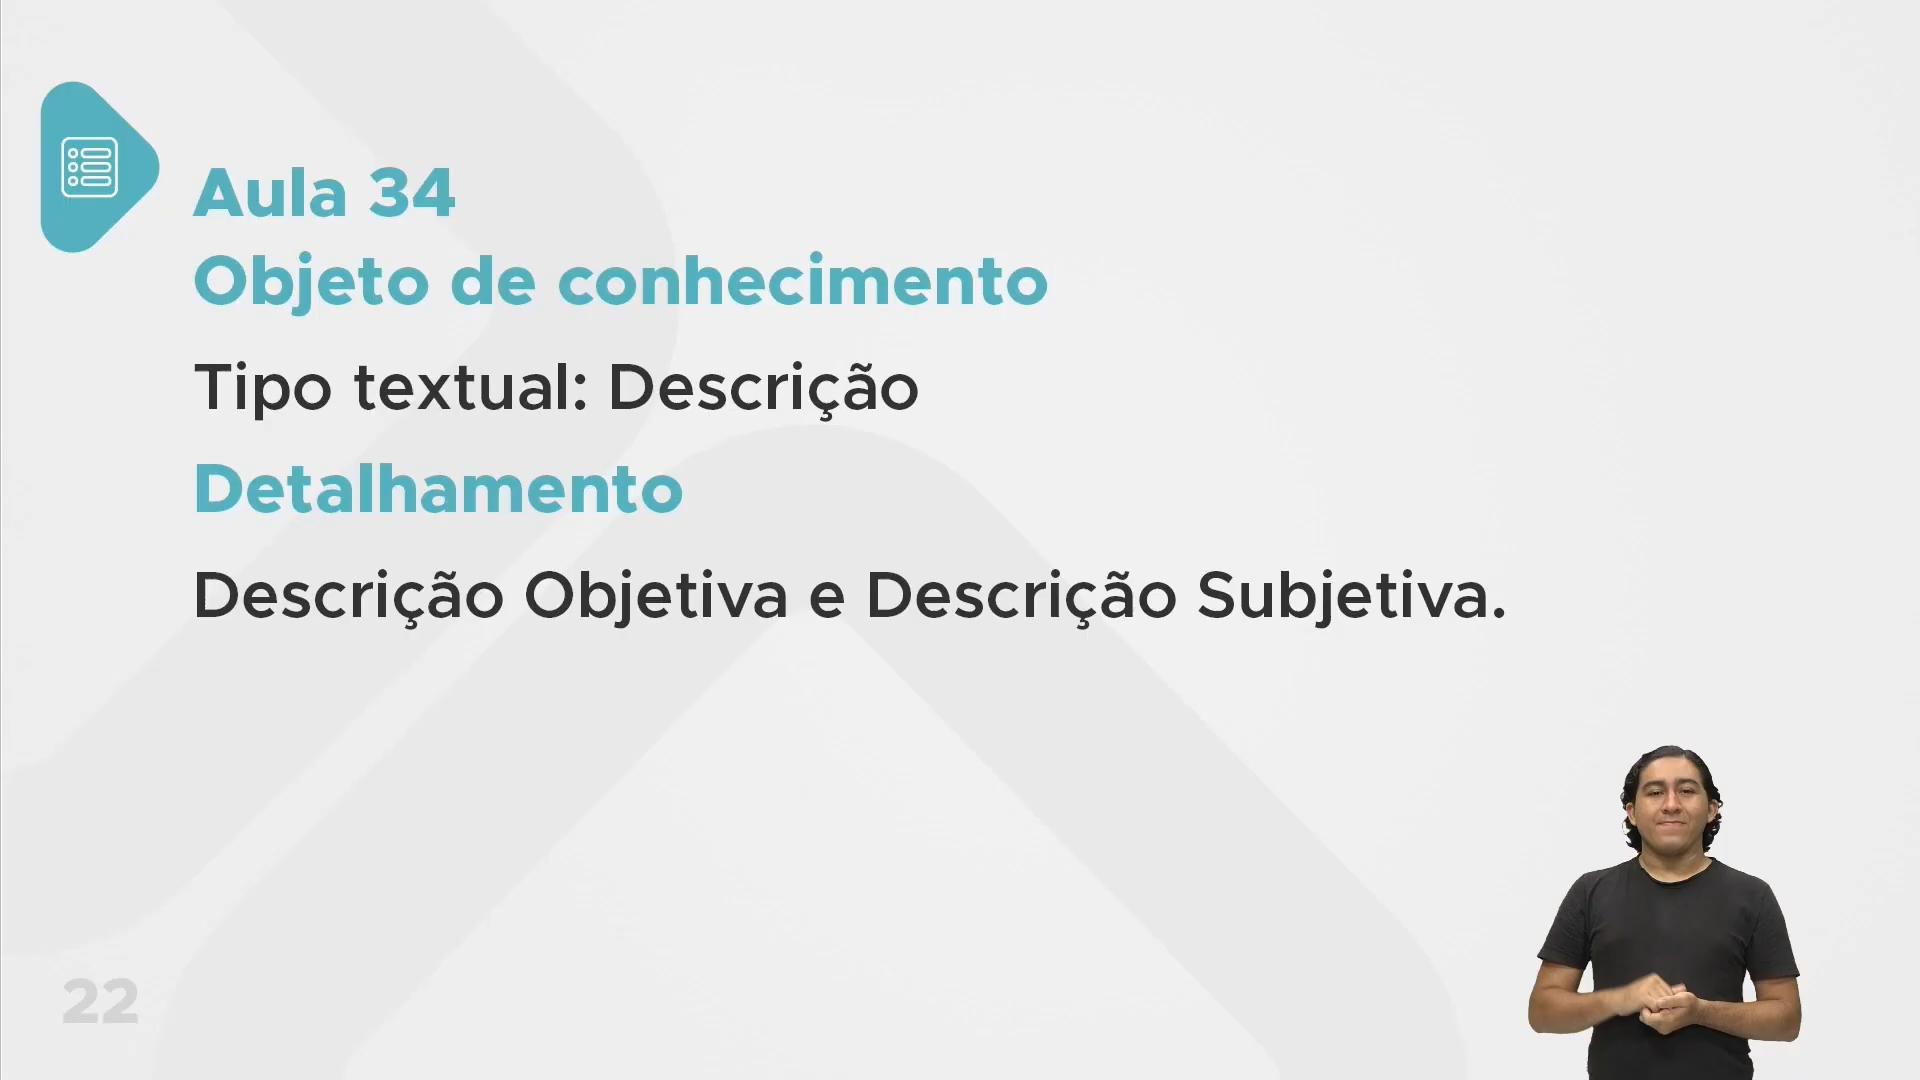 Aula 34
Objeto de conhecimento
Tipo textual: Descrição
Detalhamento
Descrição Objetiva e Descrição Subjetiva.
22